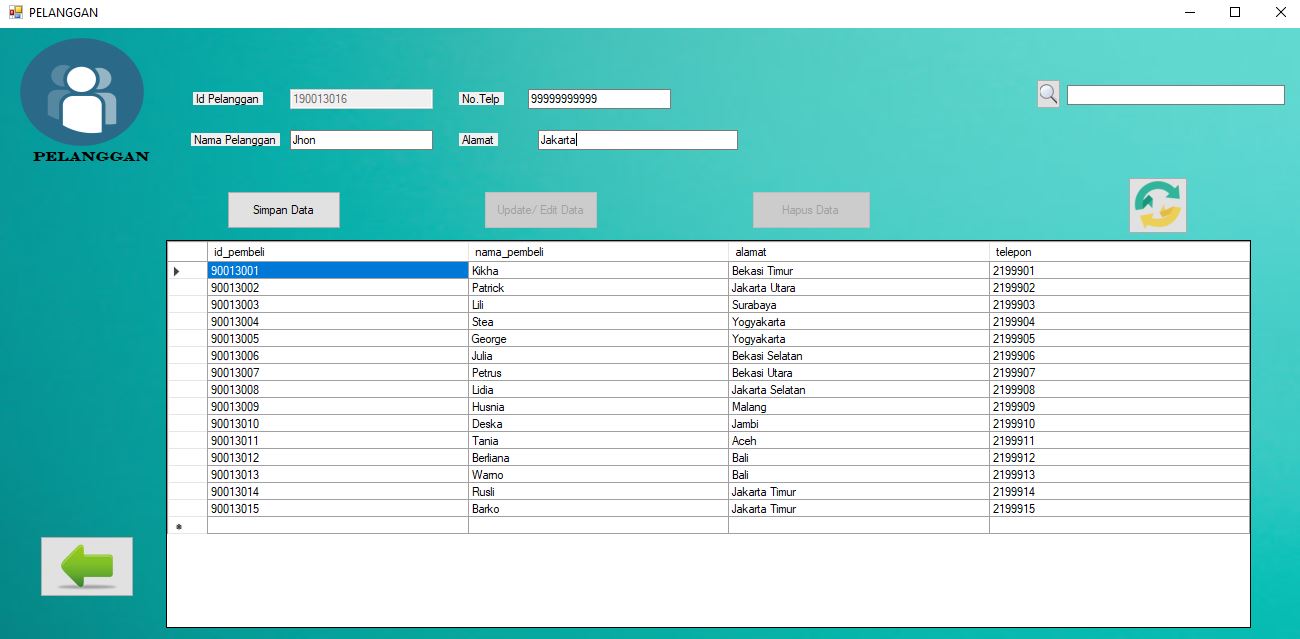 PELANGGAN
Id Pelanggan 190013016 No.Telp 99999999999
Nama Pelanggan Jhon Alamat Jakarta
PELANGGAN
Simpan Data Update/ Edit Data Hapus Data
id_pembeli nama_pembeli alamat telepon
90013001 Kikha Bekasi Timur 2199901
90013002 Patrick Jakarta Utara 2199902
90013003 Lili Surabaya 2199903
90013004 Stea Yogyakarta 2199904
90013005 George Yogyakarta 2199905
90013006 Julia Bekasi Selatan 2199906
90013007 Petrus Bekasi Utara 2199907
90013008 Lidia Jakarta Selatan 2199908
90013009 Husnia Malang 2199909
90013010 Deska Jambi 2199910
90013011 Tania Aceh 2199911
90013012 Berliana Bali 2199912
90013013 Warno Bali 2199913
90013014 Rusli Jakarta Timur 2199914
90013015 Barko Jakarta Timur 2199915